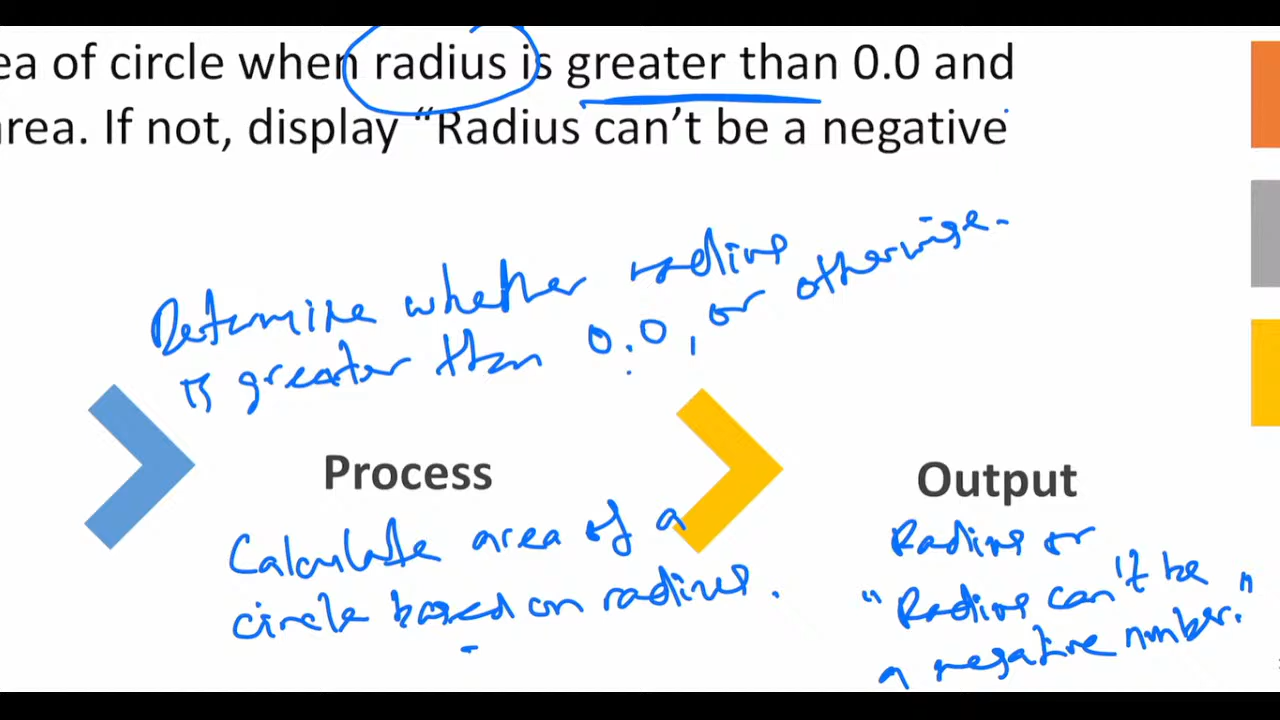 ea of circle when radius is greater than 0.0 and
area. If not, display “Radius can’t be a negative
Determine whether radius
is greater than 0.0, or otherwise.
Process
Calculate area of a
circle based on radius.
Output
Radius or
"Radius can't be
a negative number."